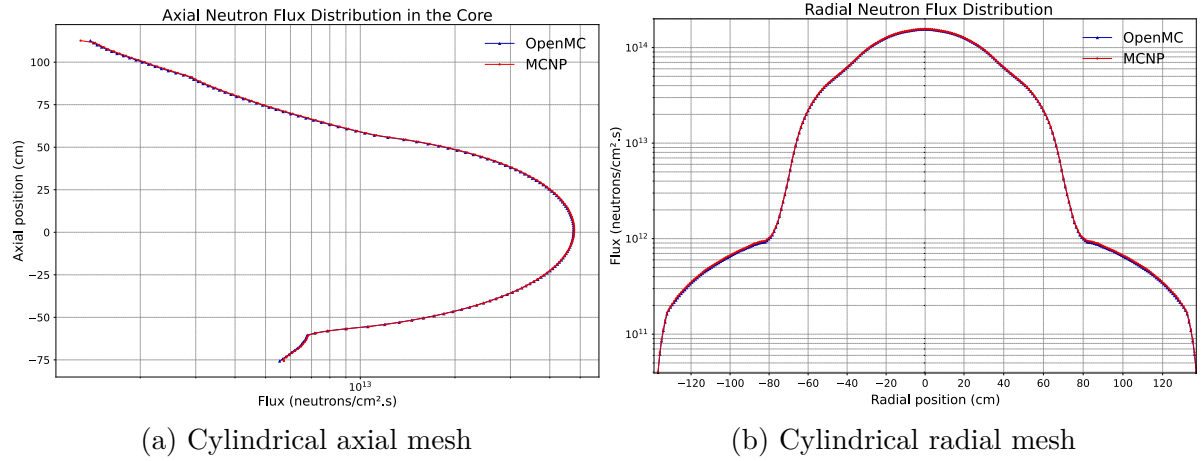 Axial Neutron Flux Distribution in the Core
OpenMC
MCNP
100
75
50
25
0
−25
−50
−75
Axial position (cm)
10¹³
Flux (neutrons/cm².s)
(a) Cylindrical axial mesh
Radial Neutron Flux Distribution
OpenMC
MCNP
10¹⁴
10¹³
10¹²
10¹¹
Flux (neutrons/cm².s)
−120 −100 −80 −60 −40 −20 0 20 40 60 80 100 120
Radial position (cm)
(b) Cylindrical radial mesh